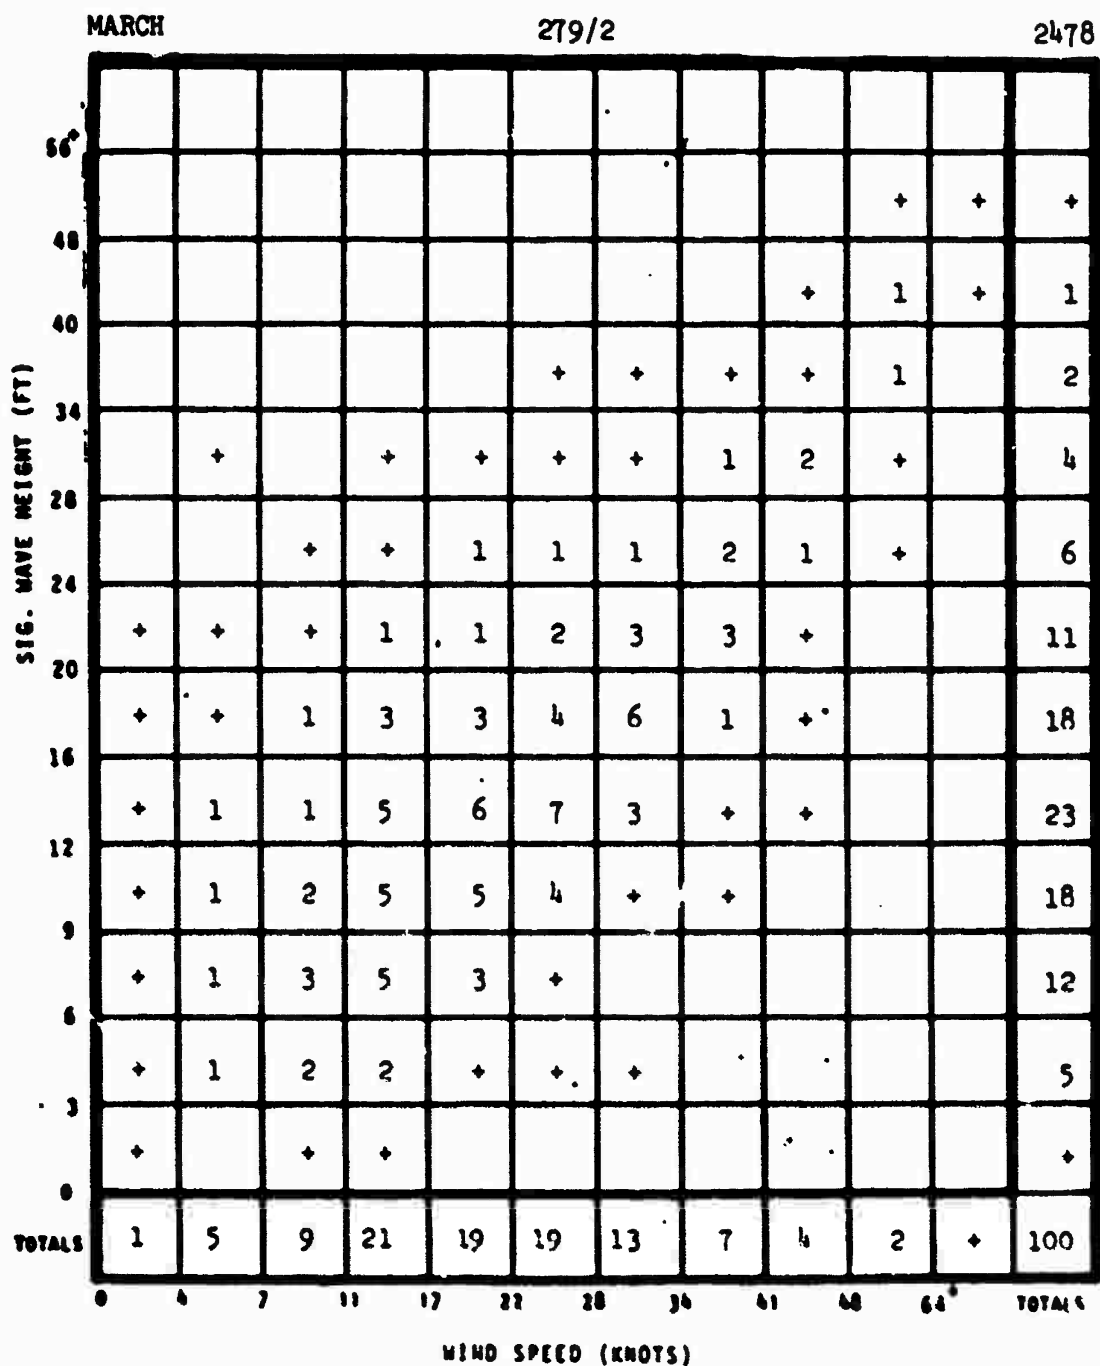 MARCH 279/2 2478
56+
+ + +
48
+ 1 + 1
40
+ + + + 1 2
34
+ + + + + 1 2 + 4
28
+ + 1 1 1 2 1 + 6
24
+ + + 1 1 2 3 3 + 11
20
+ + 1 3 3 4 6 1 + 18
16
+ 1 1 5 6 7 3 + + 23
12
+ 1 2 5 5 4 + + 18
9
+ 1 3 5 3 + 12
6
+ 1 2 2 + + + 5
3
+ + + +
0
TOTALS 1 5 9 21 19 19 13 7 4 2 + 100
0 4 7 11 17 22 28 34 41 48 64+ TOTALS
SIG. WAVE HEIGHT (FT)
WIND SPEED (KNOTS)